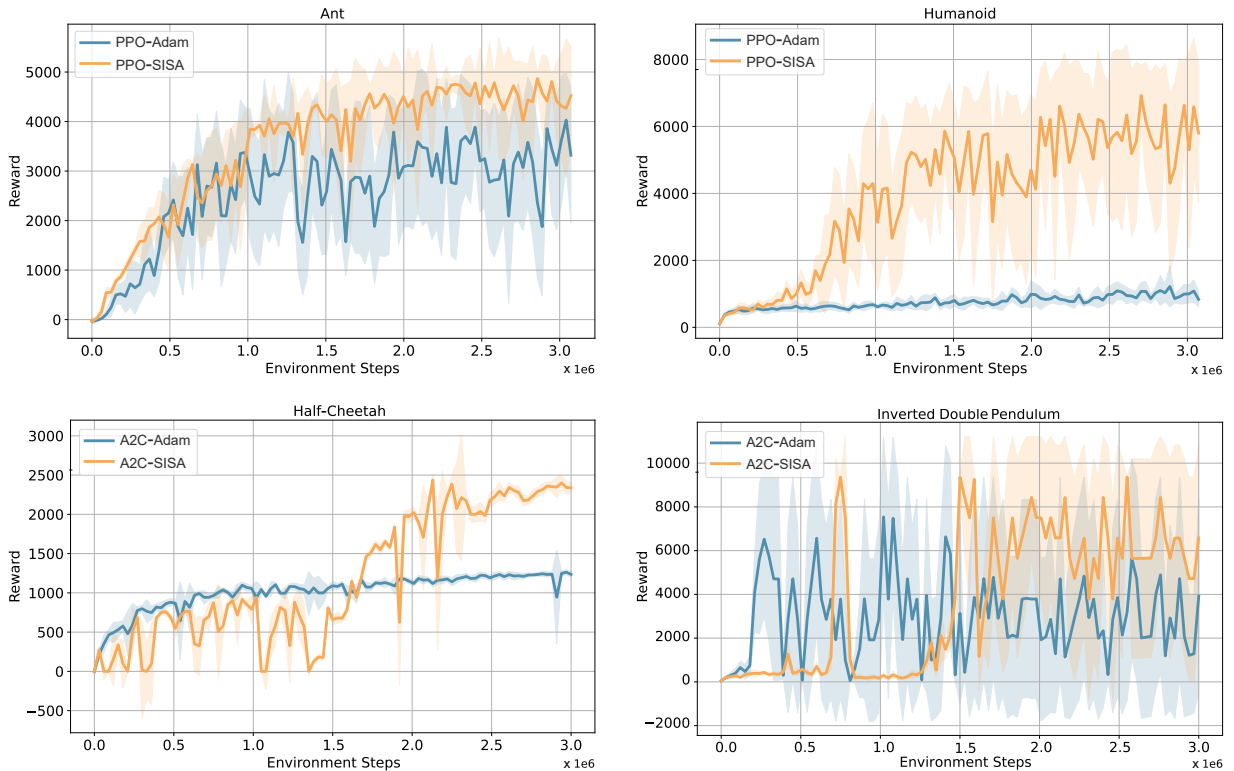 Ant
PPO-Adam
PPO-SISA
Reward
5000
4000
3000
2000
1000
0
0.0 0.5 1.0 1.5 2.0 2.5 3.0
Environment Steps
x 1e6
Humanoid
PPO-Adam
PPO-SISA
Reward
8000
6000
4000
2000
0
0.0 0.5 1.0 1.5 2.0 2.5 3.0
Environment Steps
x 1e6
Half-Cheetah
A2C-Adam
A2C-SISA
Reward
3000
2500
2000
1500
1000
500
0
−500
0.0 0.5 1.0 1.5 2.0 2.5 3.0
Environment Steps
x 1e6
Inverted Double Pendulum
A2C-Adam
A2C-SISA
Reward
10000
8000
6000
4000
2000
0
−2000
0.0 0.5 1.0 1.5 2.0 2.5 3.0
Environment Steps
x 1e6